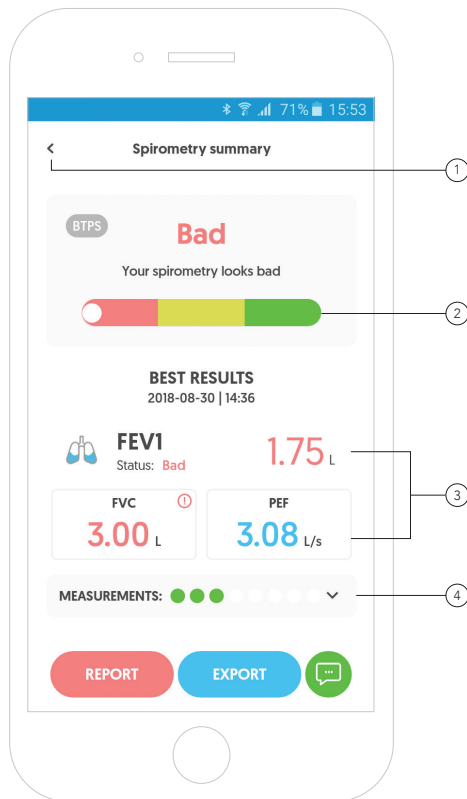 71% 15:53
Spirometry summary
1
BTPS
Bad
Your spirometry looks bad
2
BEST RESULTS
2018-08-30 | 14:36
FEV1
Status: Bad
1.75 L
3
FVC
3.00 L
PEF
3.08 L/s
MEASUREMENTS:
4
REPORT
EXPORT